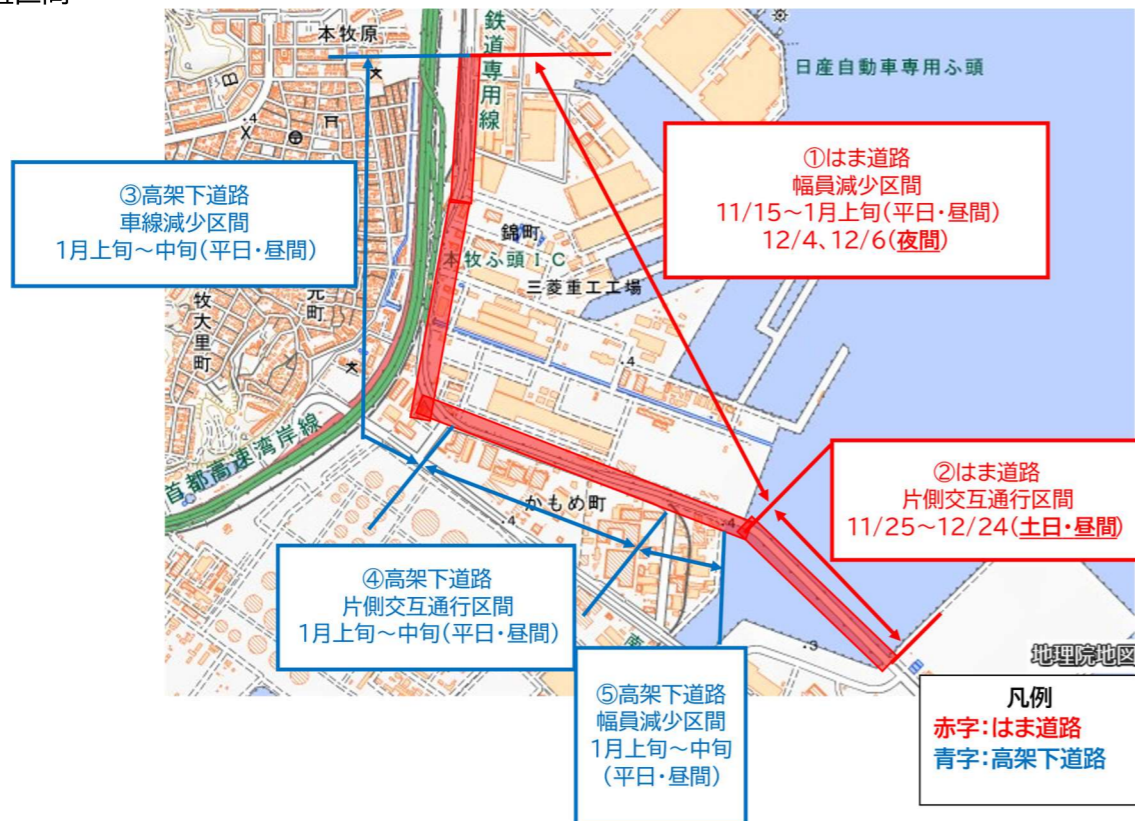 本牧原
鉄道専用線
日産自動車専用ふ頭
①はま道路
幅員減少区間
11/15～1月上旬(平日・昼間)
12/4、12/6(夜間)
③高架下道路
車線減少区間
1月上旬～中旬(平日・昼間)
錦町
本牧ふ頭IC
三菱重工工場
元町
牧大里町
首都高速湾岸線
②はま道路
片側交互通行区間
11/25～12/24(土日・昼間)
かもめ町
④高架下道路
片側交互通行区間
1月上旬～中旬(平日・昼間)
⑤高架下道路
幅員減少区間
1月上旬～中旬
(平日・昼間)
南
地理院地図
凡例
赤字:はま道路
青字:高架下道路